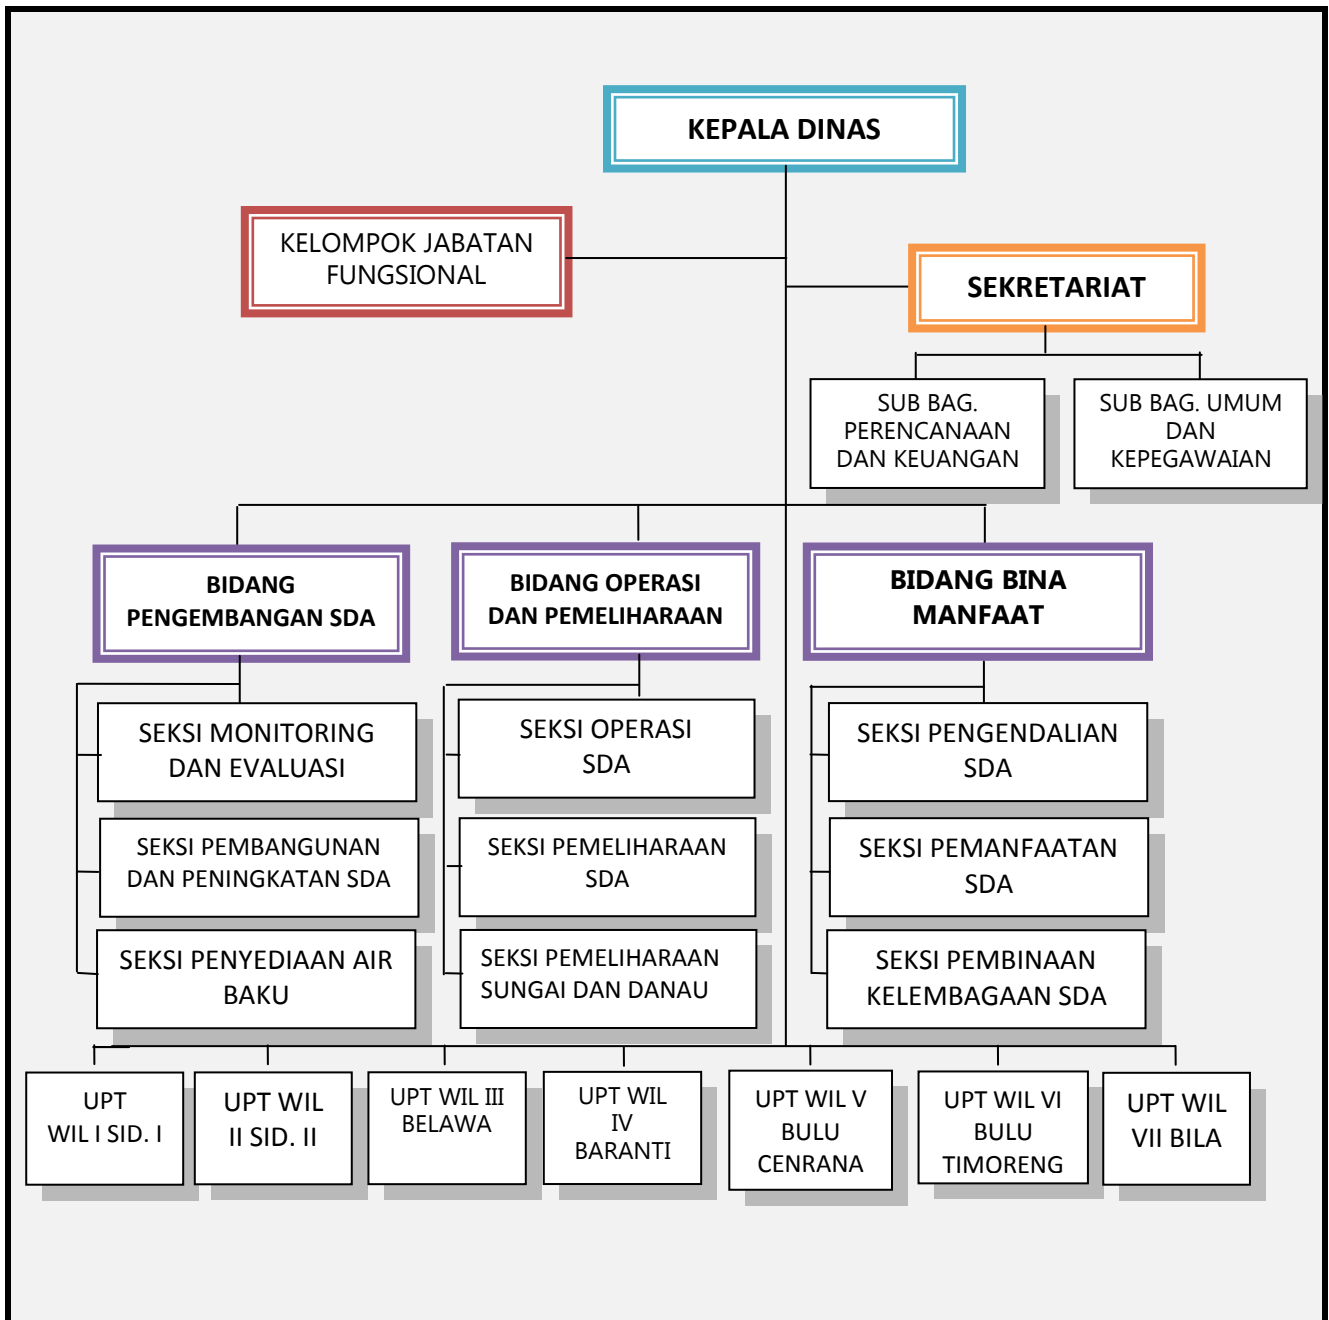 KEPALA DINAS
KELOMPOK JABATAN
FUNGSIONAL
SEKRETARIAT
SUB BAG.
PERENCANAAN
DAN KEUANGAN
SUB BAG. UMUM
DAN
KEPEGAWAIAN
BIDANG
PENGEMBANGAN SDA
BIDANG OPERASI
DAN PEMELIHARAAN
BIDANG BINA
MANFAAT
SEKSI MONITORING
DAN EVALUASI
SEKSI OPERASI
SDA
SEKSI PENGENDALIAN
SDA
SEKSI PEMBANGUNAN
DAN PENINGKATAN SDA
SEKSI PEMELIHARAAN
SDA
SEKSI PEMANFAATAN
SDA
SEKSI PENYEDIAAN AIR
BAKU
SEKSI PEMELIHARAAN
SUNGAI DAN DANAU
SEKSI PEMBINAAN
KELEMBAGAAN SDA
UPT
WIL I SID. I
UPT WIL
II SID. II
UPT WIL III
BELAWA
UPT WIL
IV
BARANTI
UPT WIL V
BULU
CENRANA
UPT WIL VI
BULU
TIMORENG
UPT WIL
VII BILA